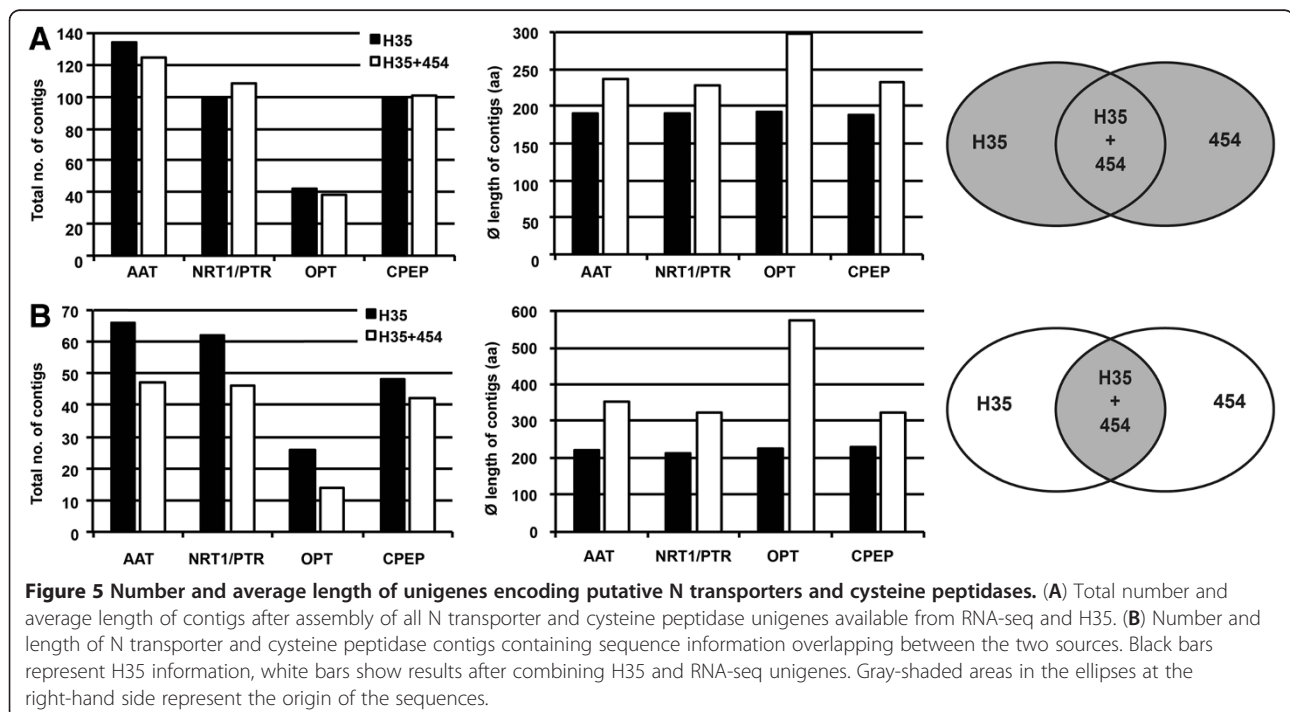 A
Total no. of contigs
140
120
100
80
60
40
20
0
H35
H35+454
AAT NRT1/PTR OPT CPEP
Ø length of contigs (aa)
300
250
200
150
100
50
0
AAT NRT1/PTR OPT CPEP
H35
H35
+
454
454
B
Total no. of contigs
70
60
50
40
30
20
10
0
H35
H35+454
AAT NRT1/PTR OPT CPEP
Ø length of contigs (aa)
600
500
400
300
200
100
0
AAT NRT1/PTR OPT CPEP
H35
H35
+
454
454
Figure 5 Number and average length of unigenes encoding putative N transporters and cysteine peptidases. (A) Total number and
average length of contigs after assembly of all N transporter and cysteine peptidase unigenes available from RNA-seq and H35. (B) Number and
length of N transporter and cysteine peptidase contigs containing sequence information overlapping between the two sources. Black bars
represent H35 information, white bars show results after combining H35 and RNA-seq unigenes. Gray-shaded areas in the ellipses at the
right-hand side represent the origin of the sequences.